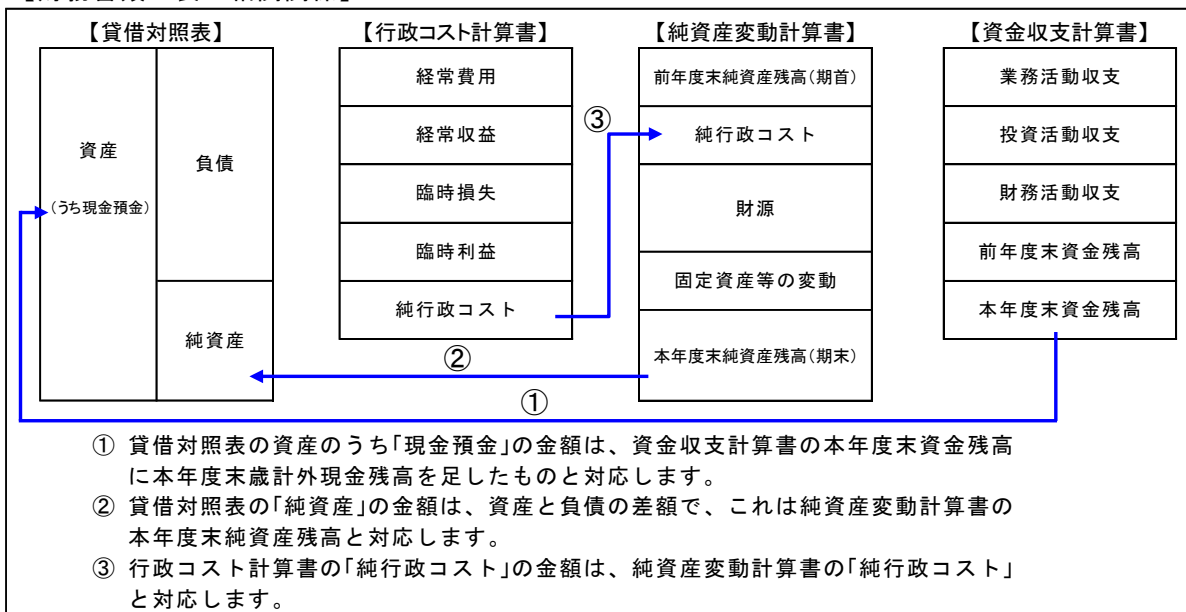 【貸借対照表】
資産
(うち現金預金)
負債
純資産
【行政コスト計算書】
経常費用
経常収益
臨時損失
臨時利益
純行政コスト
【純資産変動計算書】
前年度末純資産残高(期首)
純行政コスト
財源
固定資産等の変動
本年度末純資産残高(期末)
【資金収支計算書】
業務活動収支
投資活動収支
財務活動収支
前年度末資金残高
本年度末資金残高
③
②
①
① 貸借対照表の資産のうち「現金預金」の金額は、資金収支計算書の本年度末資金残高
に本年度末歳計外現金残高を足したものと対応します。
② 貸借対照表の「純資産」の金額は、資産と負債の差額で、これは純資産変動計算書の
本年度末純資産残高と対応します。
③ 行政コスト計算書の「純行政コスト」の金額は、純資産変動計算書の「純行政コスト」
と対応します。